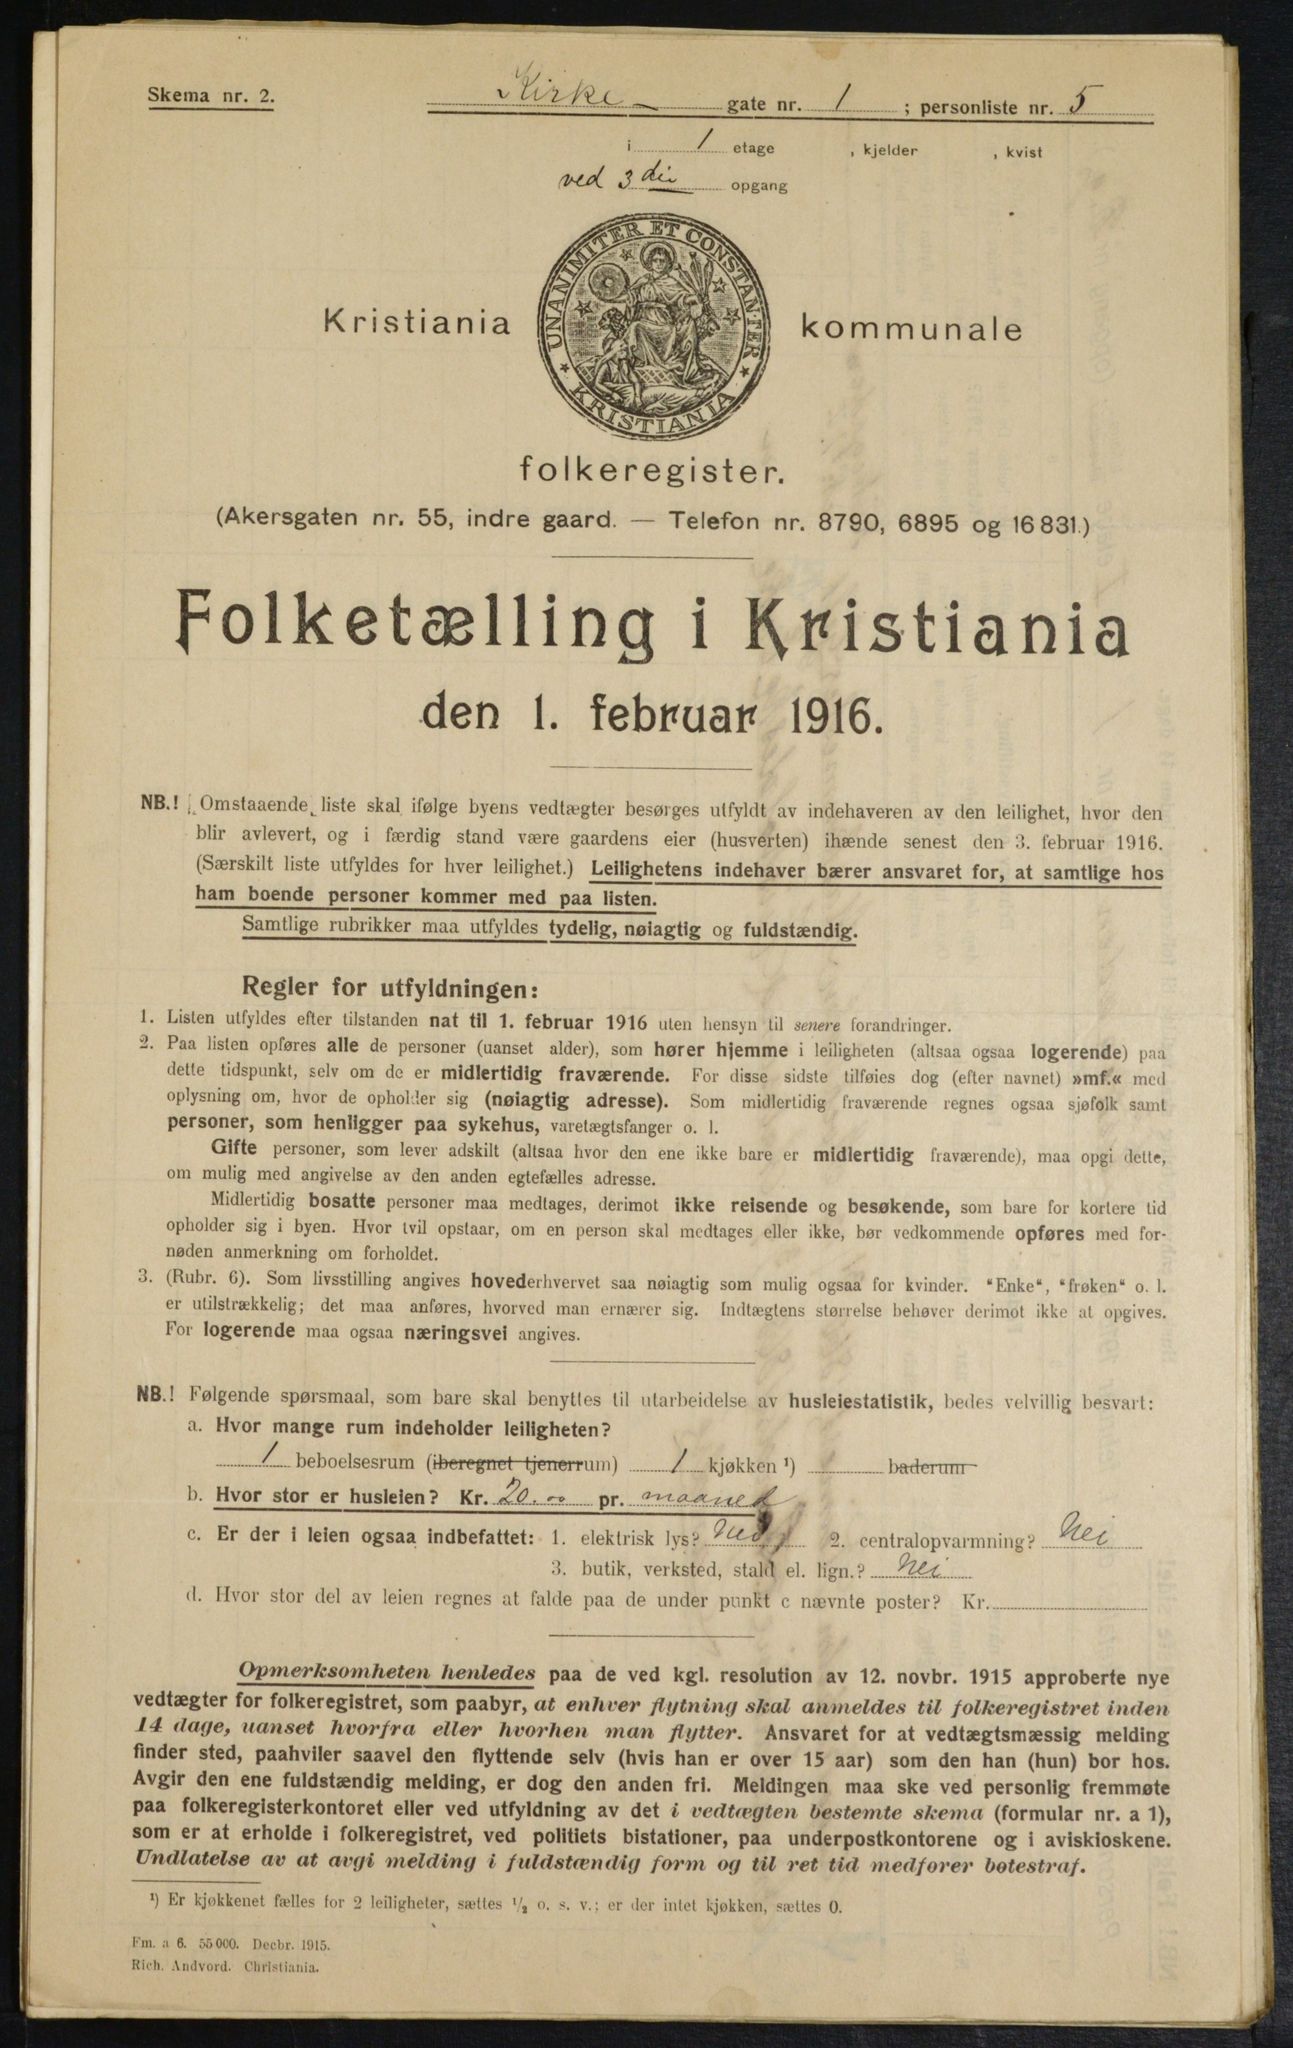 Skema nr. 2.
Kirke gate nr. 1 ; personliste nr. 5
i 1 etage , kjelder , kvist
ved 3 die opgang
UNANIMITER ET CONSTANTER
KRISTIANIA
Kristiania kommunale
folkeregister.
(Akersgaten nr. 55, indre gaard. — Telefon nr. 8790, 6895 og 16 831.)
Folketælling i Kristiania
den 1. februar 1916.
NB.! Omstaaende liste skal ifølge byens vedtægter besørges utfyldt av indehaveren av den leilighet, hvor den
blir avlevert, og i færdig stand være gaardens eier (husverten) ihænde senest den 3. februar 1916.
(Særskilt liste utfyldes for hver leilighet.) Leilighetens indehaver bærer ansvaret for, at samtlige hos
ham boende personer kommer med paa listen.
Samtlige rubrikker maa utfyldes tydelig, nøiagtig og fuldstændig.
Regler for utfyldningen:
1. Listen utfyldes efter tilstanden nat til 1. februar 1916 uten hensyn til senere forandringer.
2. Paa listen opføres alle de personer (uanset alder), som hører hjemme i leiligheten (altsaa ogsaa logerende) paa
dette tidspunkt, selv om de er midlertidig fraværende. For disse sidste tilføies dog (efter navnet) »mf.« med
oplysning om, hvor de opholder sig (nøiagtig adresse). Som midlertidig fraværende regnes ogsaa sjøfolk samt
personer, som henligger paa sykehus, varetægtsfanger o. l.
Gifte personer, som lever adskilt (altsaa hvor den ene ikke bare er midlertidig fraværende), maa opgi dette,
om mulig med angivelse av den anden egtefælles adresse.
Midlertidig bosatte personer maa medtages, derimot ikke reisende og besøkende, som bare for kortere tid
opholder sig i byen. Hvor tvil opstaar, om en person skal medtages eller ikke, bør vedkommende opføres med for-
nøden anmerkning om forholdet.
3. (Rubr. 6). Som livsstilling angives hovederhvervet saa nøiagtig som mulig ogsaa for kvinder. "Enke", "frøken" o. l.
er utilstrækkelig; det maa anføres, hvorved man ernærer sig. Indtægtens størrelse behøver derimot ikke at opgives.
For logerende maa ogsaa næringsvei angives.
NB.! Følgende spørsmaal, som bare skal benyttes til utarbeidelse av husleiestatistik, bedes velvillig besvart:
a. Hvor mange rum indeholder leiligheten?
1 beboelsesrum (iberegnet tjenerrum) 1 kjøkken ¹) baderum
b. Hvor stor er husleien? Kr. 20.00 pr. maaned
c. Er der i leien ogsaa indbefattet: 1. elektrisk lys? Nei 2. centralopvarmning? Nei
3. butik, verksted, stald el. lign.? Nei
d. Hvor stor del av leien regnes at falde paa de under punkt c nævnte poster? Kr.
Opmerksomheten henledes paa de ved kgl. resolution av 12. novbr. 1915 approberte nye
vedtægter for folkeregistret, som paabyr, at enhver flytning skal anmeldes til folkeregistret inden
14 dage, uanset hvorfra eller hvorhen man flytter. Ansvaret for at vedtægtsmæssig melding
finder sted, paahviler saavel den flyttende selv (hvis han er over 15 aar) som den han (hun) bor hos.
Avgir den ene fuldstændig melding, er dog den anden fri. Meldingen maa ske ved personlig fremmøte
paa folkeregisterkontoret eller ved utfyldning av det i vedtægten bestemte skema (formular nr. a 1),
som er at erholde i folkeregistret, ved politiets bistationer, paa underpostkontorene og i aviskioskene.
Undlatelse av at avgi melding i fuldstændig form og til ret tid medfører bøtestraf.
¹) Er kjøkkenet fælles for 2 leiligheter, sættes ½ o. s. v.; er der intet kjøkken, sættes 0.
Fm. a 6. 55 000. Decbr. 1915.
Rich. Andvord. Christiania.